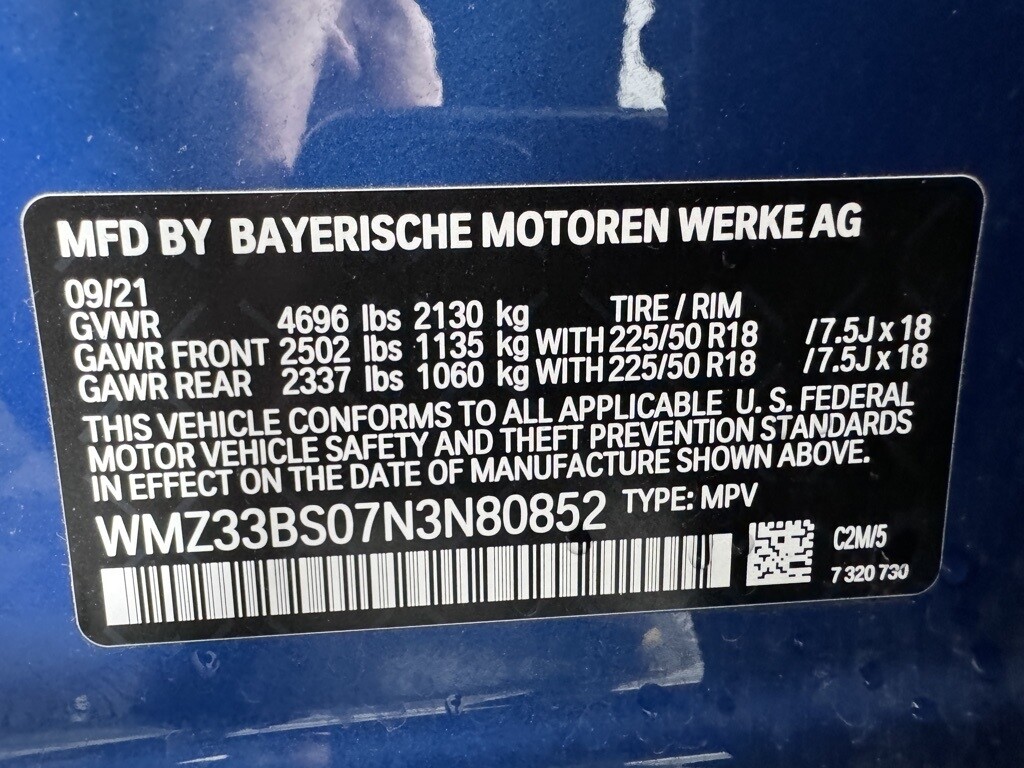 MFD BY BAYERISCHE MOTOREN WERKE AG
09/21 TIRE / RIM
GVWR 4696 lbs 2130 kg
GAWR FRONT 2502 lbs 1135 kg WITH 225/50 R18 /7.5J x 18
GAWR REAR 2337 lbs 1060 kg WITH 225/50 R18 /7.5J x 18
THIS VEHICLE CONFORMS TO ALL APPLICABLE U. S. FEDERAL
MOTOR VEHICLE SAFETY AND THEFT PREVENTION STANDARDS
IN EFFECT ON THE DATE OF MANUFACTURE SHOWN ABOVE.
WMZ33BS07N3N80852 TYPE: MPV
C2M/5
7 320 730